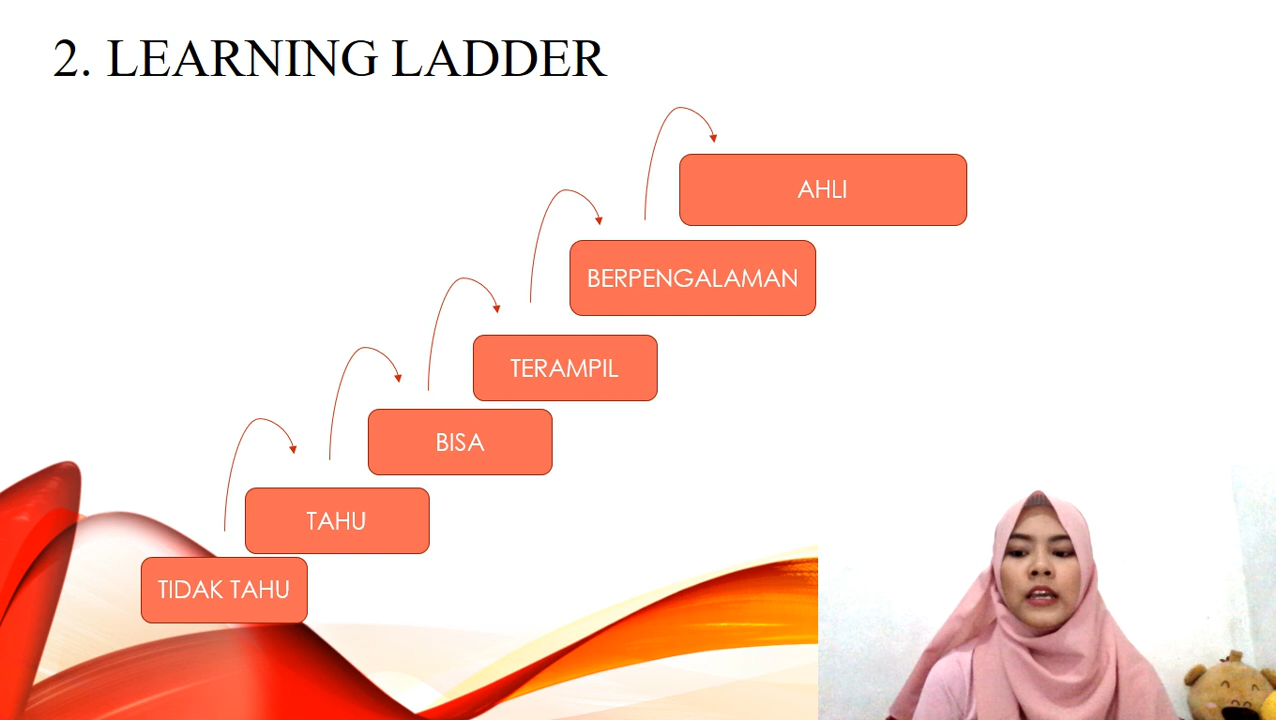 2. LEARNING LADDER
AHLI
BERPENGALAMAN
TERAMPIL
BISA
TAHU
TIDAK TAHU